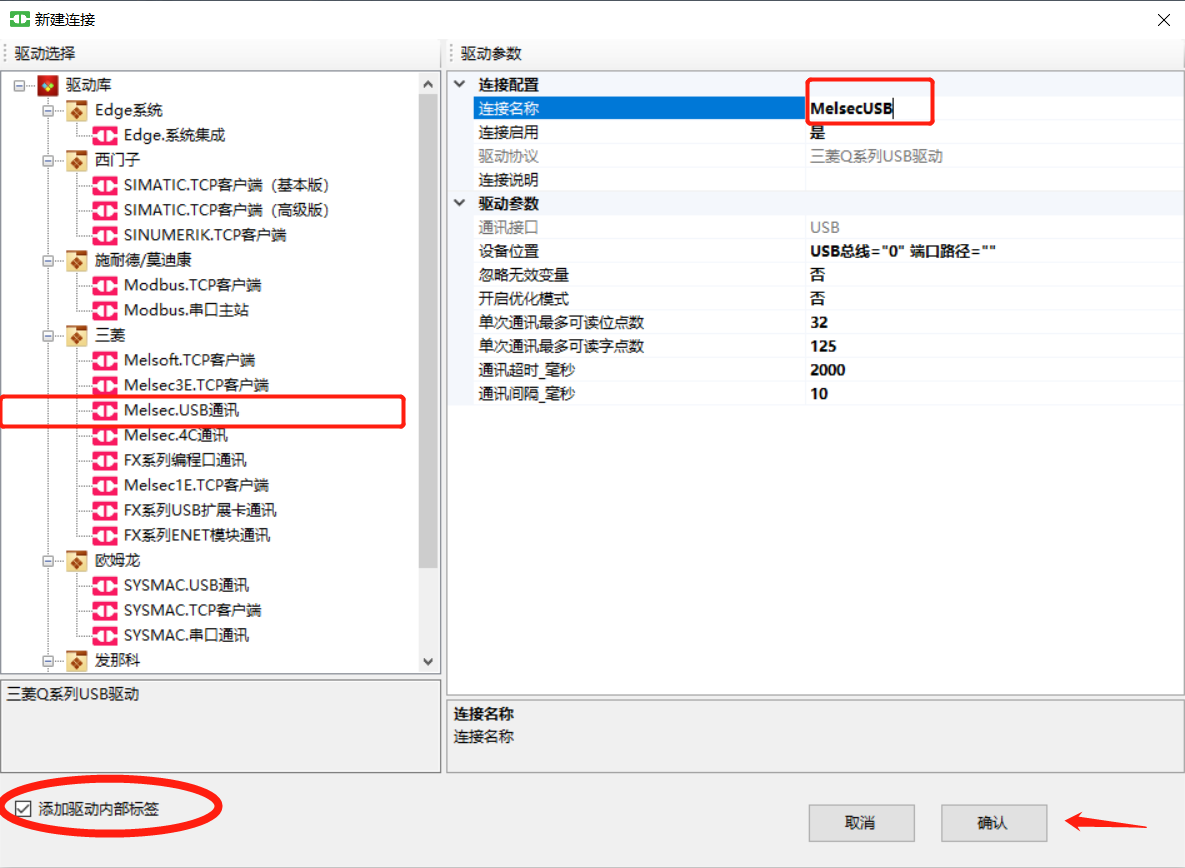 新建连接
驱动选择
驱动库
Edge系统
Edge.系统集成
西门子
SIMATIC.TCP客户端（基本版）
SIMATIC.TCP客户端（高级版）
SINUMERIK.TCP客户端
施耐德/莫迪康
Modbus.TCP客户端
Modbus.串口主站
三菱
Melsoft.TCP客户端
Melsec3E.TCP客户端
Melsec.USB通讯
Melsec.4C通讯
FX系列编程口通讯
Melsec1E.TCP客户端
FX系列USB扩展卡通讯
FX系列ENET模块通讯
欧姆龙
SYSMAC.USB通讯
SYSMAC.TCP客户端
SYSMAC.串口通讯
发那科
三菱Q系列USB驱动
添加驱动内部标签
驱动参数
连接配置
连接名称 MelsecUSB
连接启用 是
驱动协议 三菱Q系列USB驱动
连接说明
驱动参数
通讯接口 USB
设备位置 USB总线="0" 端口路径=""
忽略无效变量 否
开启优化模式 否
单次通讯最多可读位点数 32
单次通讯最多可读字点数 125
通讯超时_毫秒 2000
通讯间隔_毫秒 10
连接名称
连接名称
取消 确认